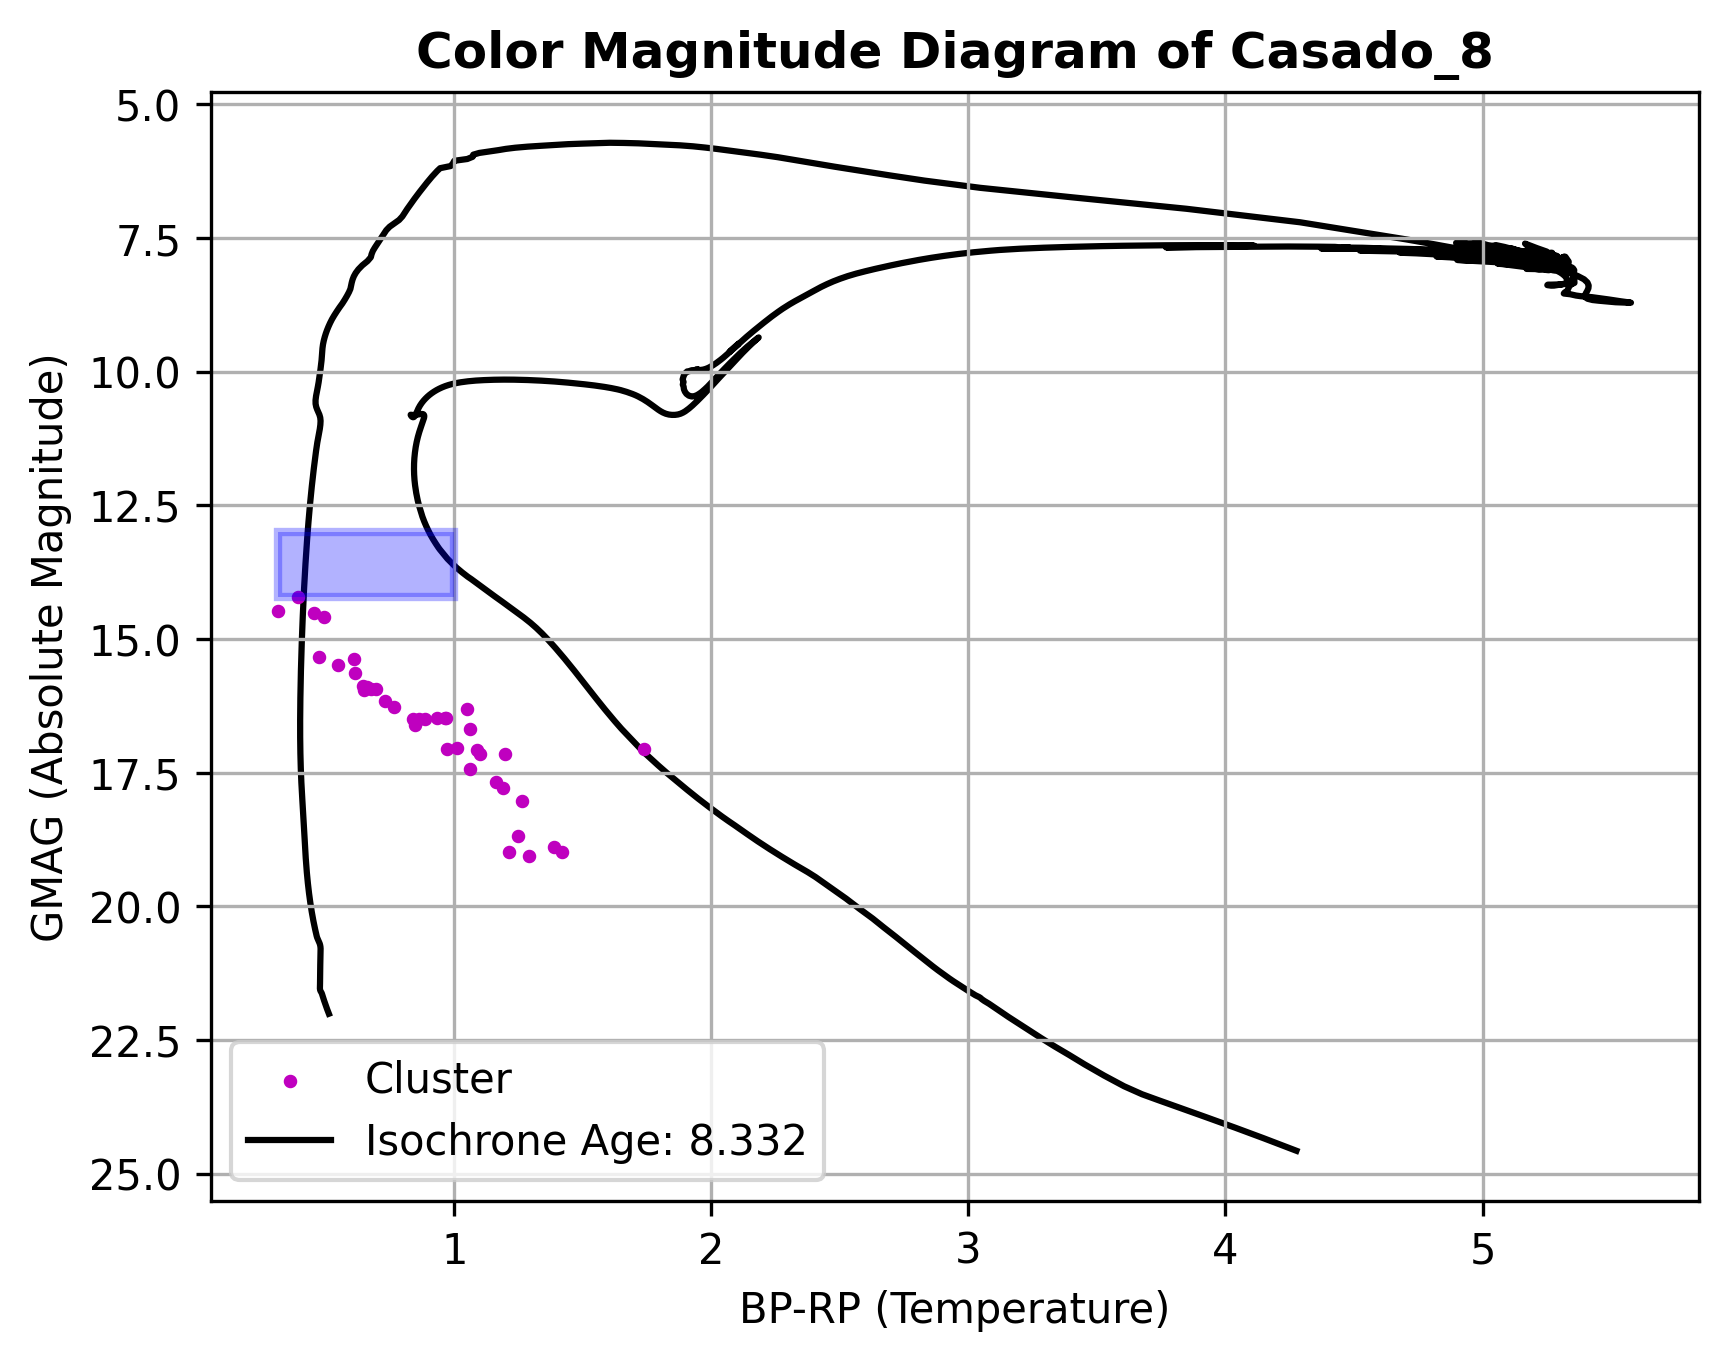 Color Magnitude Diagram of Casado_8
GMAG (Absolute Magnitude)
5.0
7.5
10.0
12.5
15.0
17.5
20.0
22.5
25.0
Cluster
Isochrone Age: 8.332
1 2 3 4 5
BP-RP (Temperature)